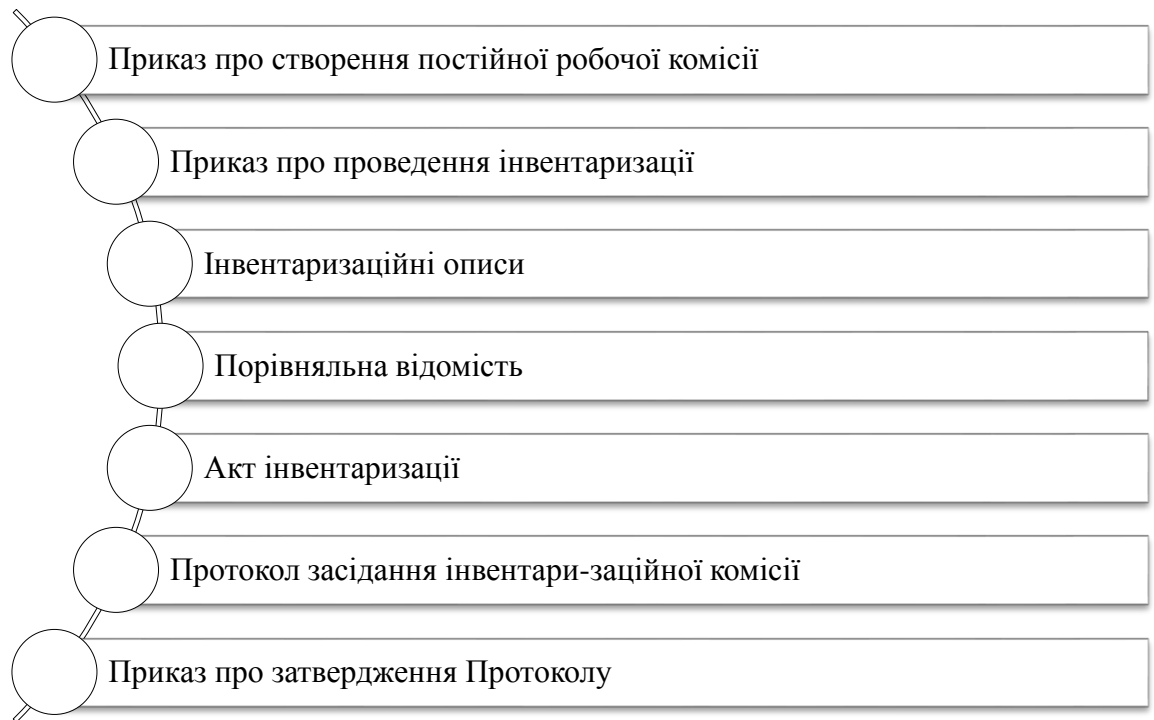 Приказ про створення постійної робочої комісії
Приказ про проведення інвентаризації
Інвентаризаційні описи
Порівняльна відомість
Акт інвентаризації
Протокол засідання інвентари-заційної комісії
Приказ про затвердження Протоколу